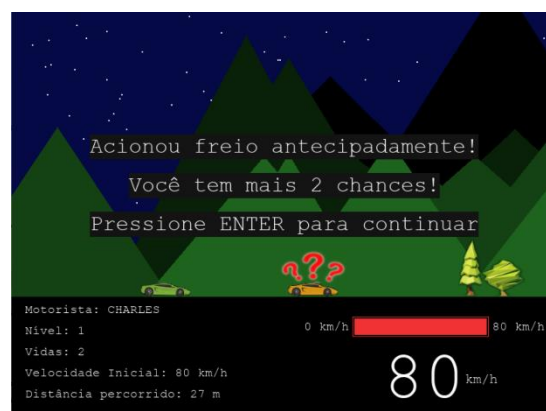 Acionou freio antecipadamente!
Você tem mais 2 chances!
Pressione ENTER para continuar
???
Motorista: CHARLES
Nível: 1
Vidas: 2
Velocidade Inicial: 80 km/h
Distância percorrido: 27 m
0 km/h 80 km/h
80 km/h